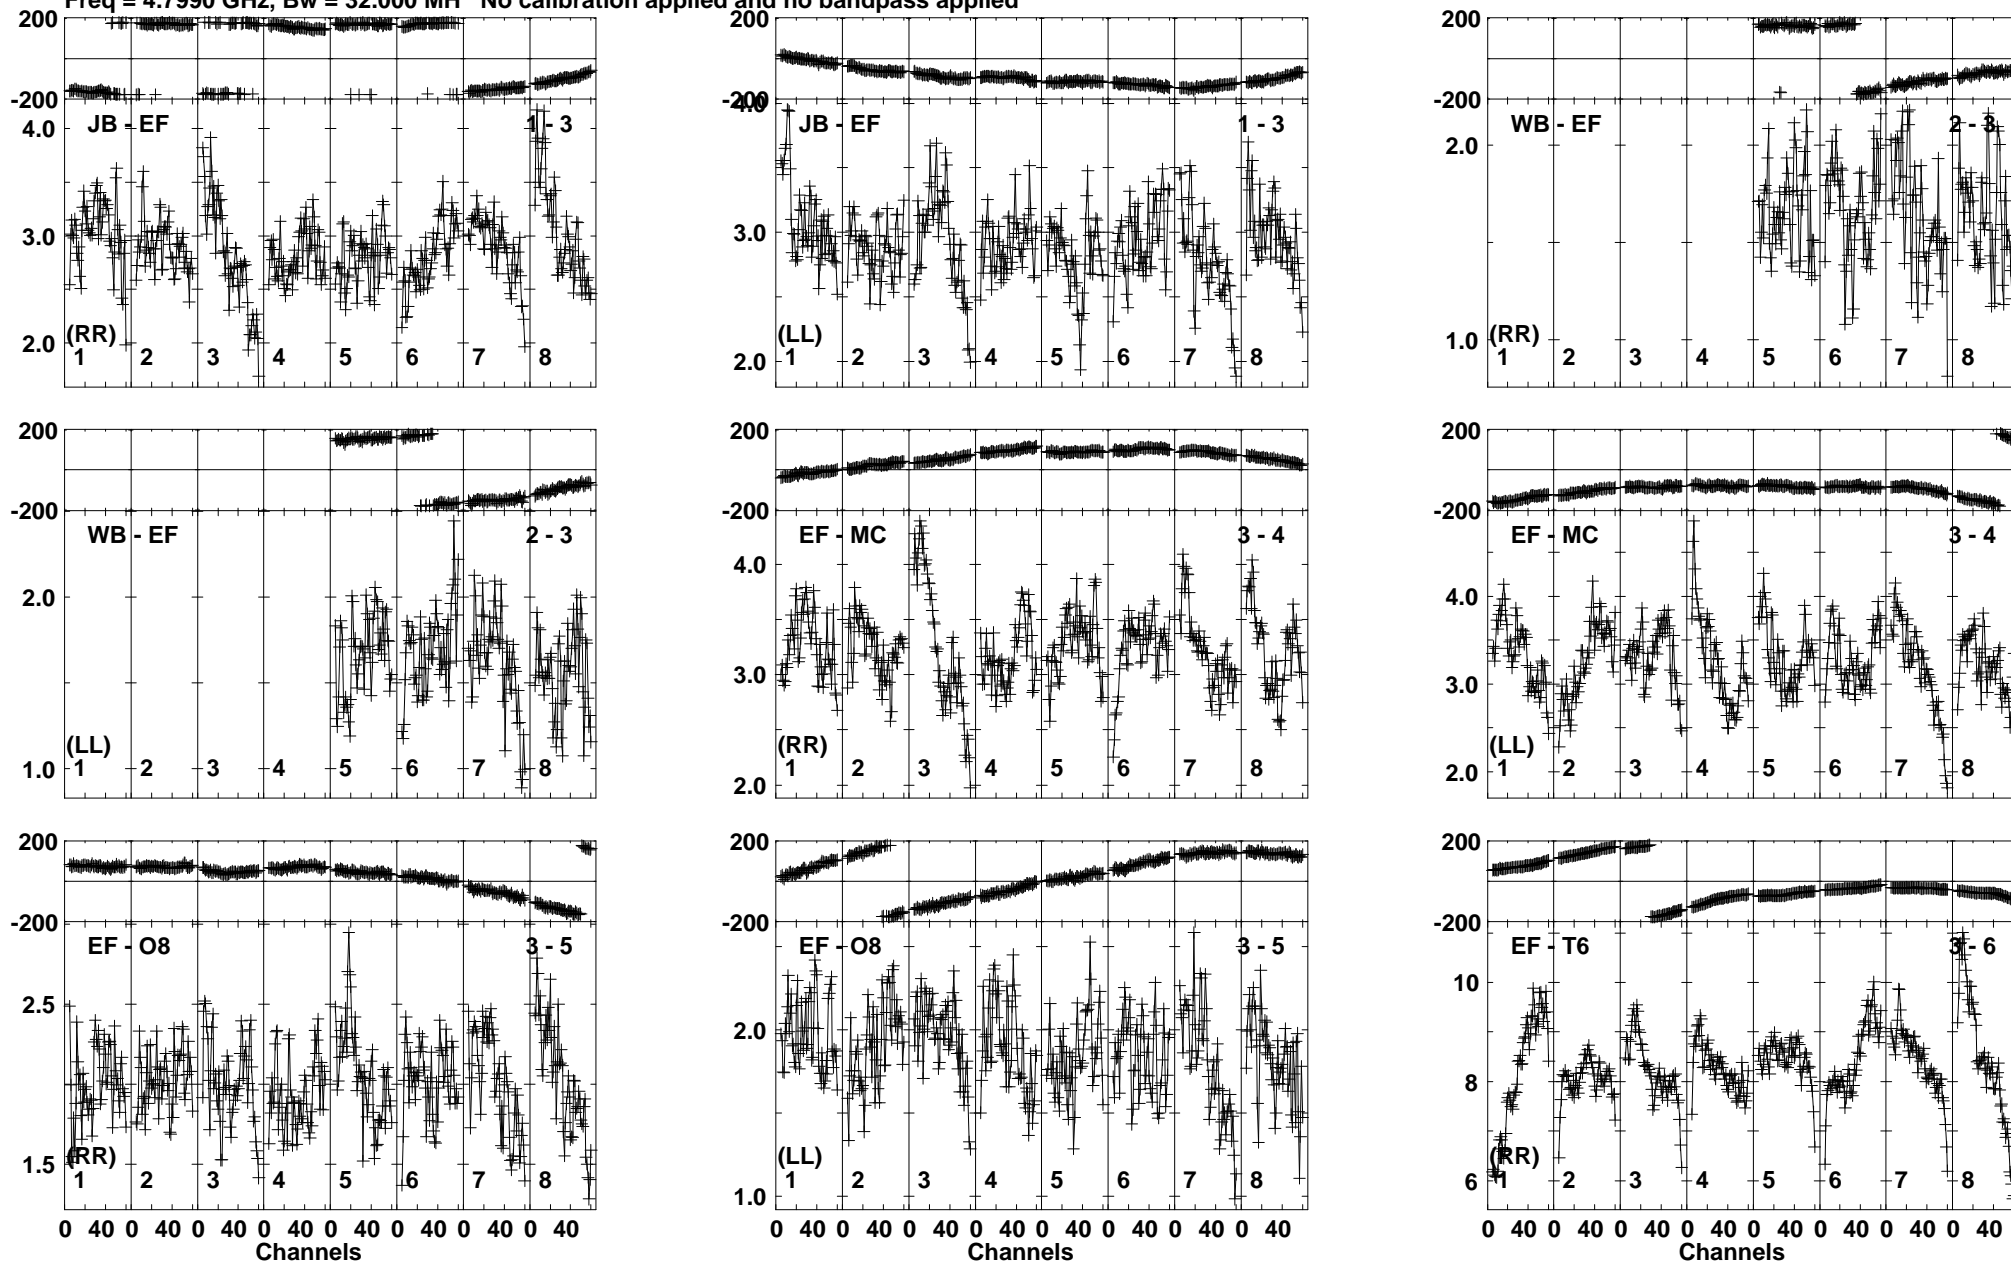 Freq = 4.7990 GHz, Bw = 32.000 MH No calibration applied and no bandpass applied
200
-200
JB - EF 1 - 3
4.0
3.0
2.0
(RR)
1 2 3 4 5 6 7 8
200
-200
4.0
JB - EF 1 - 3
3.0
2.0
(LL)
1 2 3 4 5 6 7 8
200
-200
WB - EF 2 - 3
2.0
1.0
(RR)
1 2 3 4 5 6 7 8
200
-200
WB - EF 2 - 3
2.0
1.0
(LL)
1 2 3 4 5 6 7 8
200
-200
EF - MC 3 - 4
4.0
3.0
2.0
(RR)
1 2 3 4 5 6 7 8
200
-200
EF - MC 3 - 4
4.0
3.0
2.0
(LL)
1 2 3 4 5 6 7 8
200
-200
EF - O8 3 - 5
2.5
1.5
(RR)
1 2 3 4 5 6 7 8
0 40 0 40 0 40 0 40 0 40 0 40 0 40 0 40
Channels
200
-200
EF - O8 3 - 5
2.0
1.0
(LL)
1 2 3 4 5 6 7 8
0 40 0 40 0 40 0 40 0 40 0 40 0 40 0 40
Channels
200
-200
EF - T6 3 - 6
10
8
6
(RR)
1 2 3 4 5 6 7 8
0 40 0 40 0 40 0 40 0 40 0 40 0 40 0 40
Channels